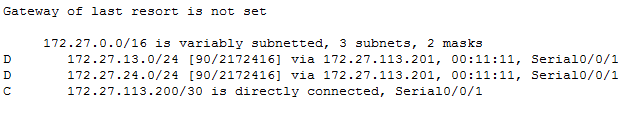 Gateway of last resort is not set
172.27.0.0/16 is variably subnetted, 3 subnets, 2 masks
D 172.27.13.0/24 [90/2172416] via 172.27.113.201, 00:11:11, Serial0/0/1
D 172.27.24.0/24 [90/2172416] via 172.27.113.201, 00:11:11, Serial0/0/1
C 172.27.113.200/30 is directly connected, Serial0/0/1